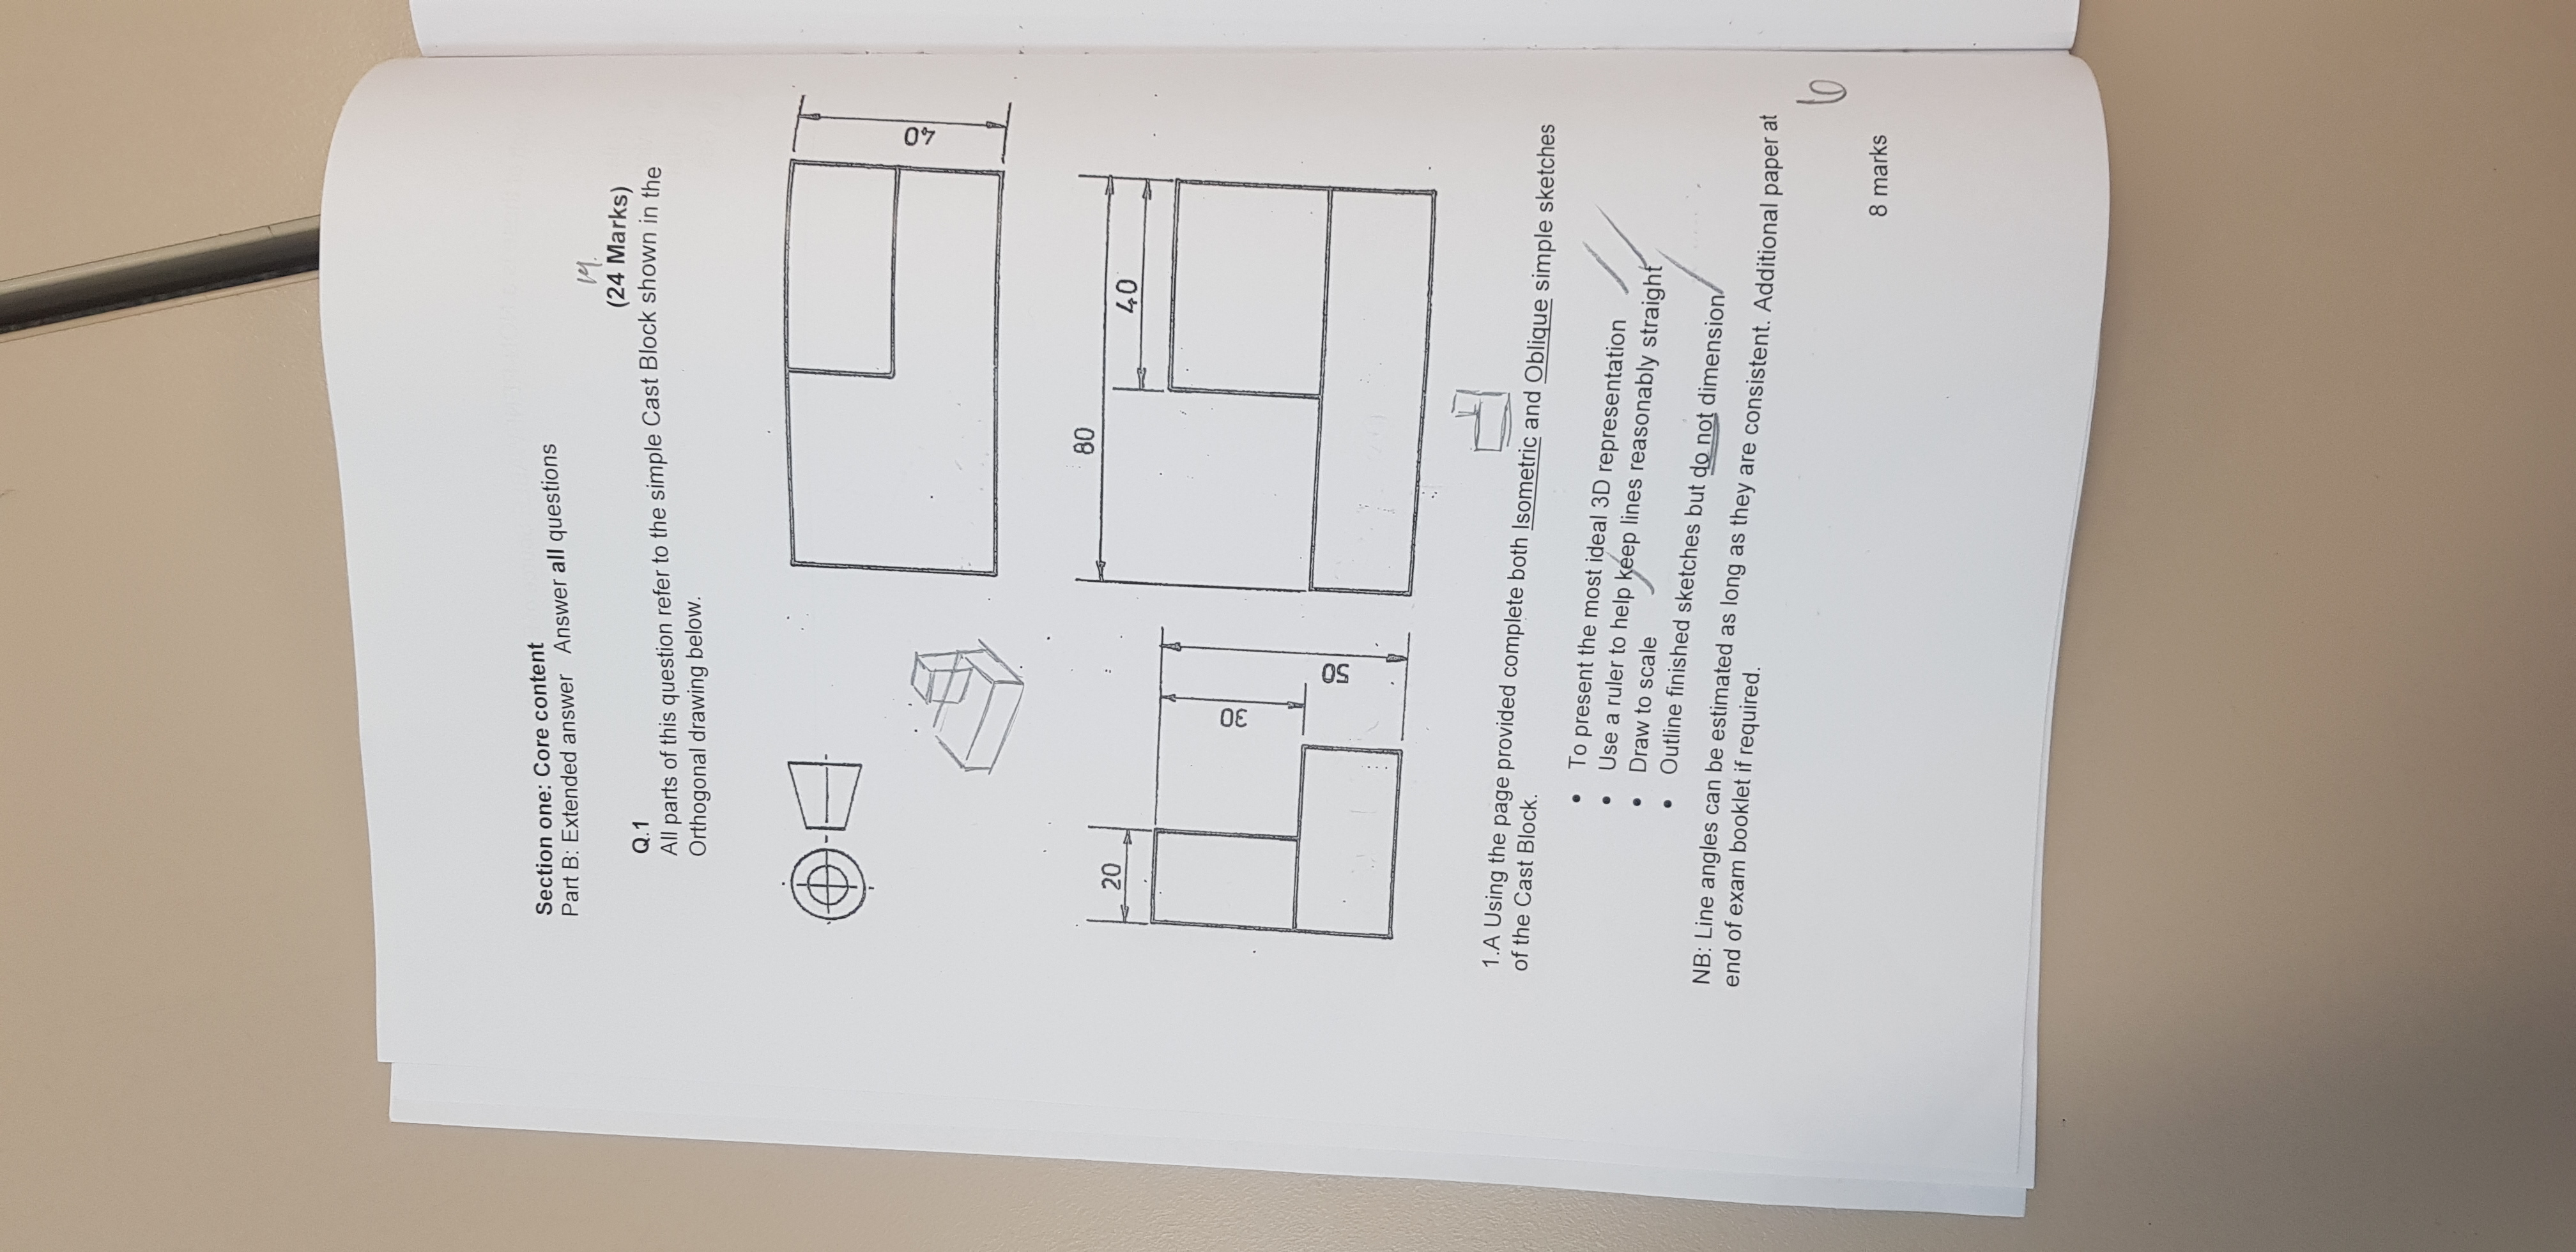 Section one: Core content
Part B: Extended answer Answer all questions
19.
(24 Marks)
Q.1
All parts of this question refer to the simple Cast Block shown in the
Orthogonal drawing below.
40
80
20
40
30
50
1.A Using the page provided complete both Isometric and Oblique simple sketches
of the Cast Block.
• To present the most ideal 3D representation
• Use a ruler to help keep lines reasonably straight
• Draw to scale
• Outline finished sketches but do not dimension
NB: Line angles can be estimated as long as they are consistent. Additional paper at
end of exam booklet if required.
6
8 marks